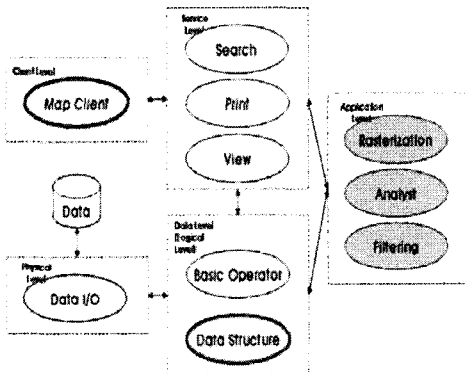 Service
Level
Search
Client Level
Map Client
Print
View
Application
Level
Rasterization
Analyst
Filtering
Data
Data Level
(Logical
Level)
Physical
Level
Data I/O
Basic Operator
Data Structure